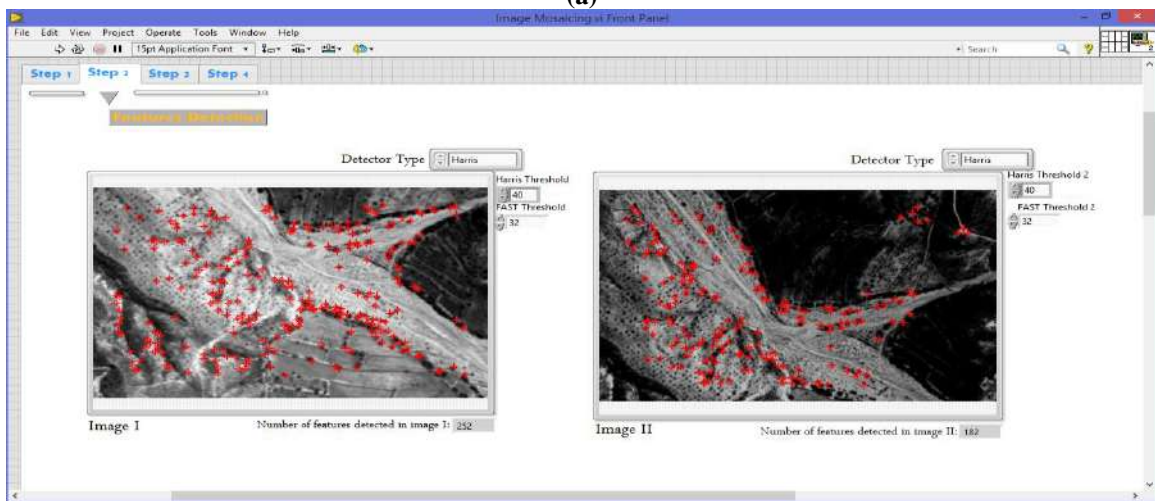 (a)
Image Mosaicing.vi Front Panel
File Edit View Project Operate Tools Window Help
15pt Application Font
Search
Step 1 Step 2 Step 3 Step 4
Features Detection
Detector Type Harris
Harris Threshold
40
FAST Threshold
32
Image I
Number of features detected in image I: 252
Detector Type Harris
Harris Threshold 2
40
FAST Threshold 2
32
Image II
Number of features detected in image II: 182